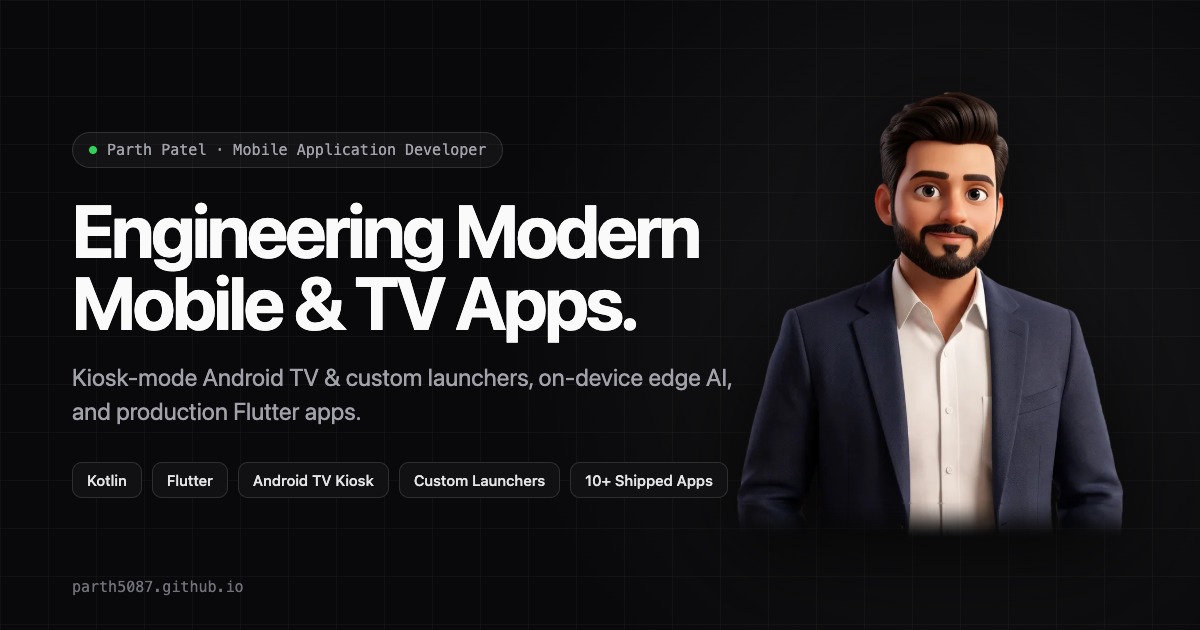 Parth Patel · Mobile Application Developer
Engineering Modern
Mobile & TV Apps.
Kiosk-mode Android TV & custom launchers, on-device edge AI,
and production Flutter apps.
Kotlin Flutter Android TV Kiosk Custom Launchers 10+ Shipped Apps
parth5087.github.io